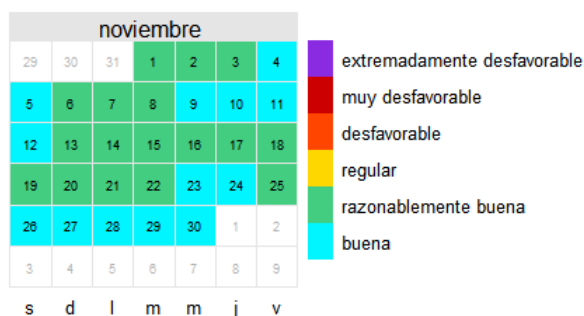 noviembre
29 30 31 1 2 3 4
5 6 7 8 9 10 11
12 13 14 15 16 17 18
19 20 21 22 23 24 25
26 27 28 29 30 1 2
3 4 5 6 7 8 9
s d l m m j v
extremadamente desfavorable
muy desfavorable
desfavorable
regular
razonablemente buena
buena